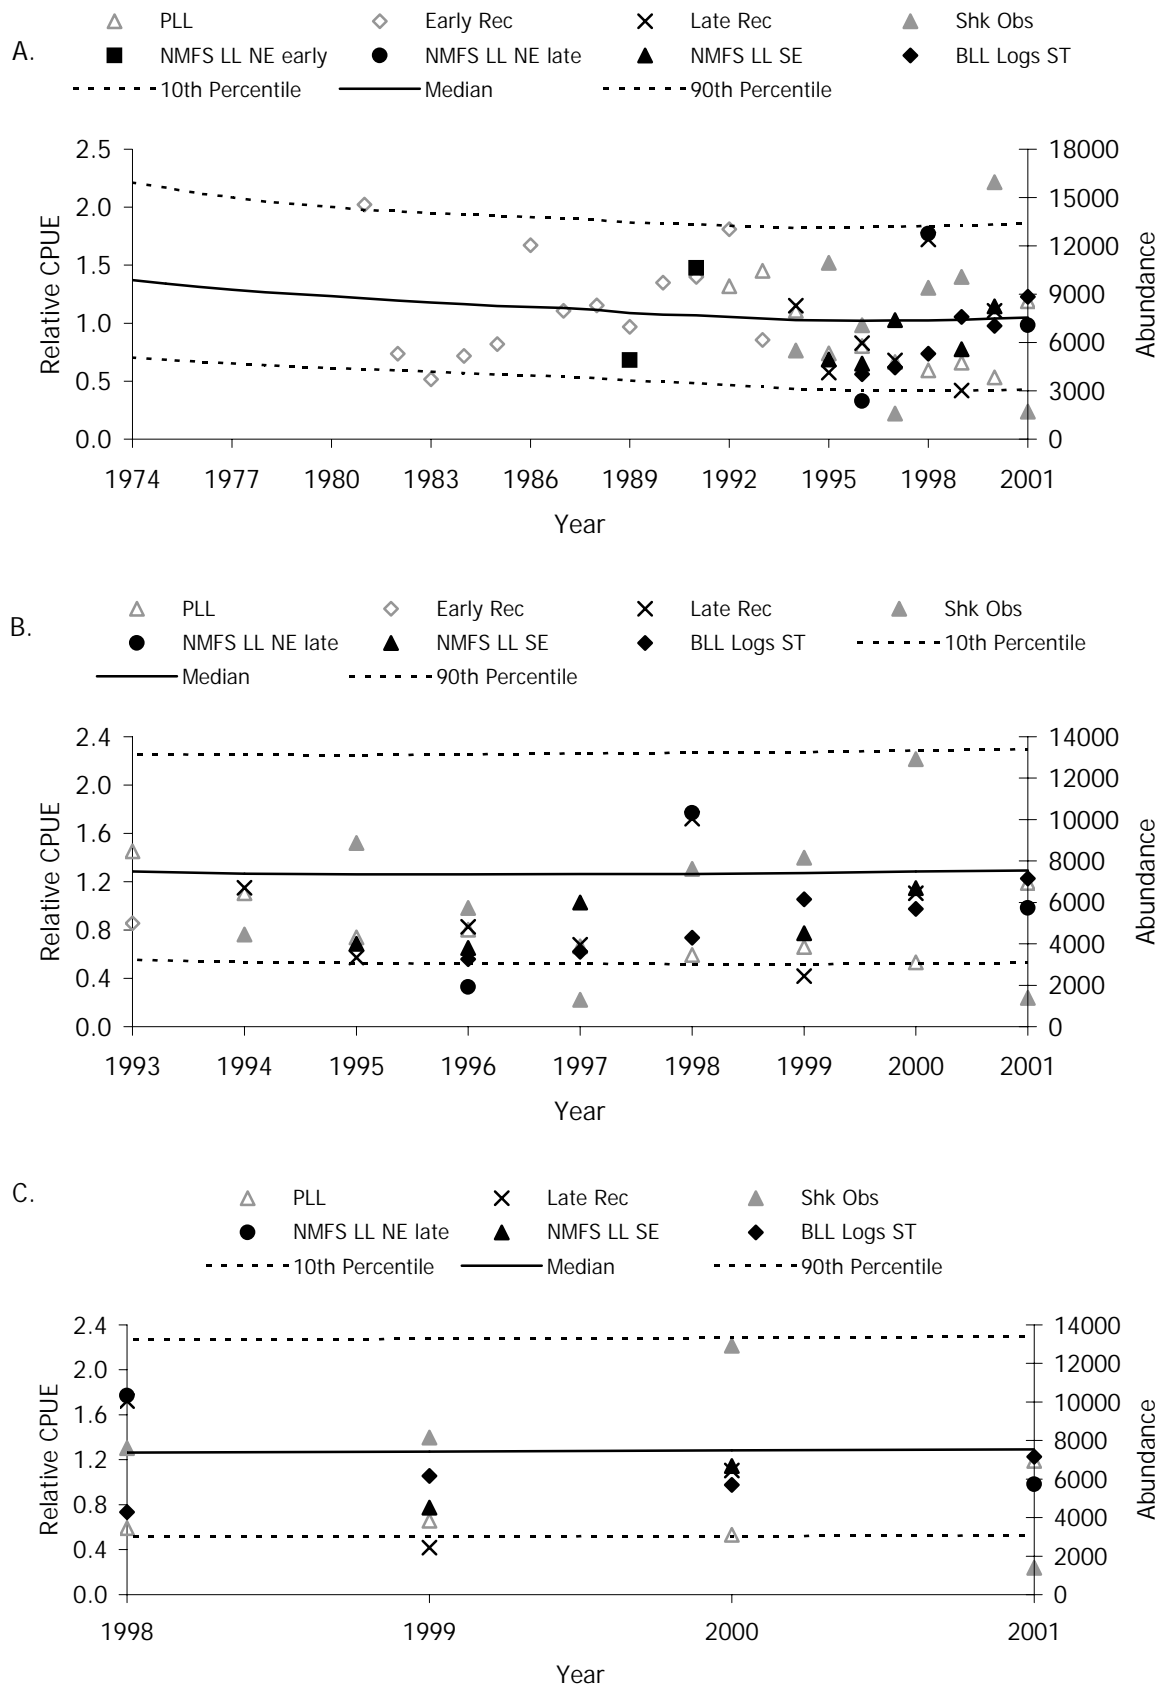 A.
PLL Early Rec Late Rec Shk Obs
NMFS LL NE early NMFS LL NE late NMFS LL SE BLL Logs ST
10th Percentile Median 90th Percentile
Relative CPUE
2.5
2.0
1.5
1.0
0.5
0.0
18000
15000
12000
9000
6000
3000
0
Abundance
1974 1977 1980 1983 1986 1989 1992 1995 1998 2001
Year
B.
PLL Early Rec Late Rec Shk Obs
NMFS LL NE late NMFS LL SE BLL Logs ST 10th Percentile
Median 90th Percentile
Relative CPUE
2.4
2.0
1.6
1.2
0.8
0.4
0.0
14000
12000
10000
8000
6000
4000
2000
0
Abundance
1993 1994 1995 1996 1997 1998 1999 2000 2001
Year
C.
PLL Late Rec Shk Obs
NMFS LL NE late NMFS LL SE BLL Logs ST
10th Percentile Median 90th Percentile
Relative CPUE
2.4
2.0
1.6
1.2
0.8
0.4
0.0
14000
12000
10000
8000
6000
4000
2000
0
Abundance
1998 1999 2000 2001
Year